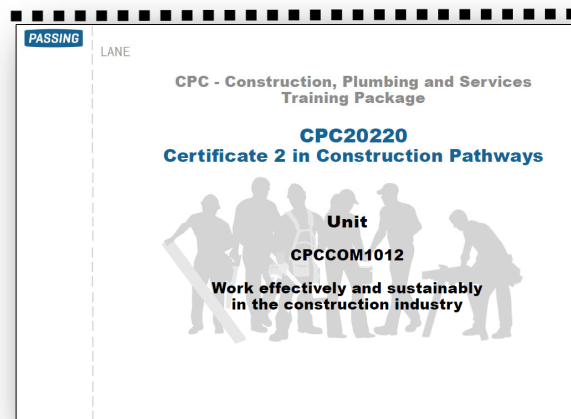 PASSING
LANE
CPC - Construction, Plumbing and Services
Training Package
CPC20220
Certificate 2 in Construction Pathways
Unit
CPCCOM1012
Work effectively and sustainably
in the construction industry